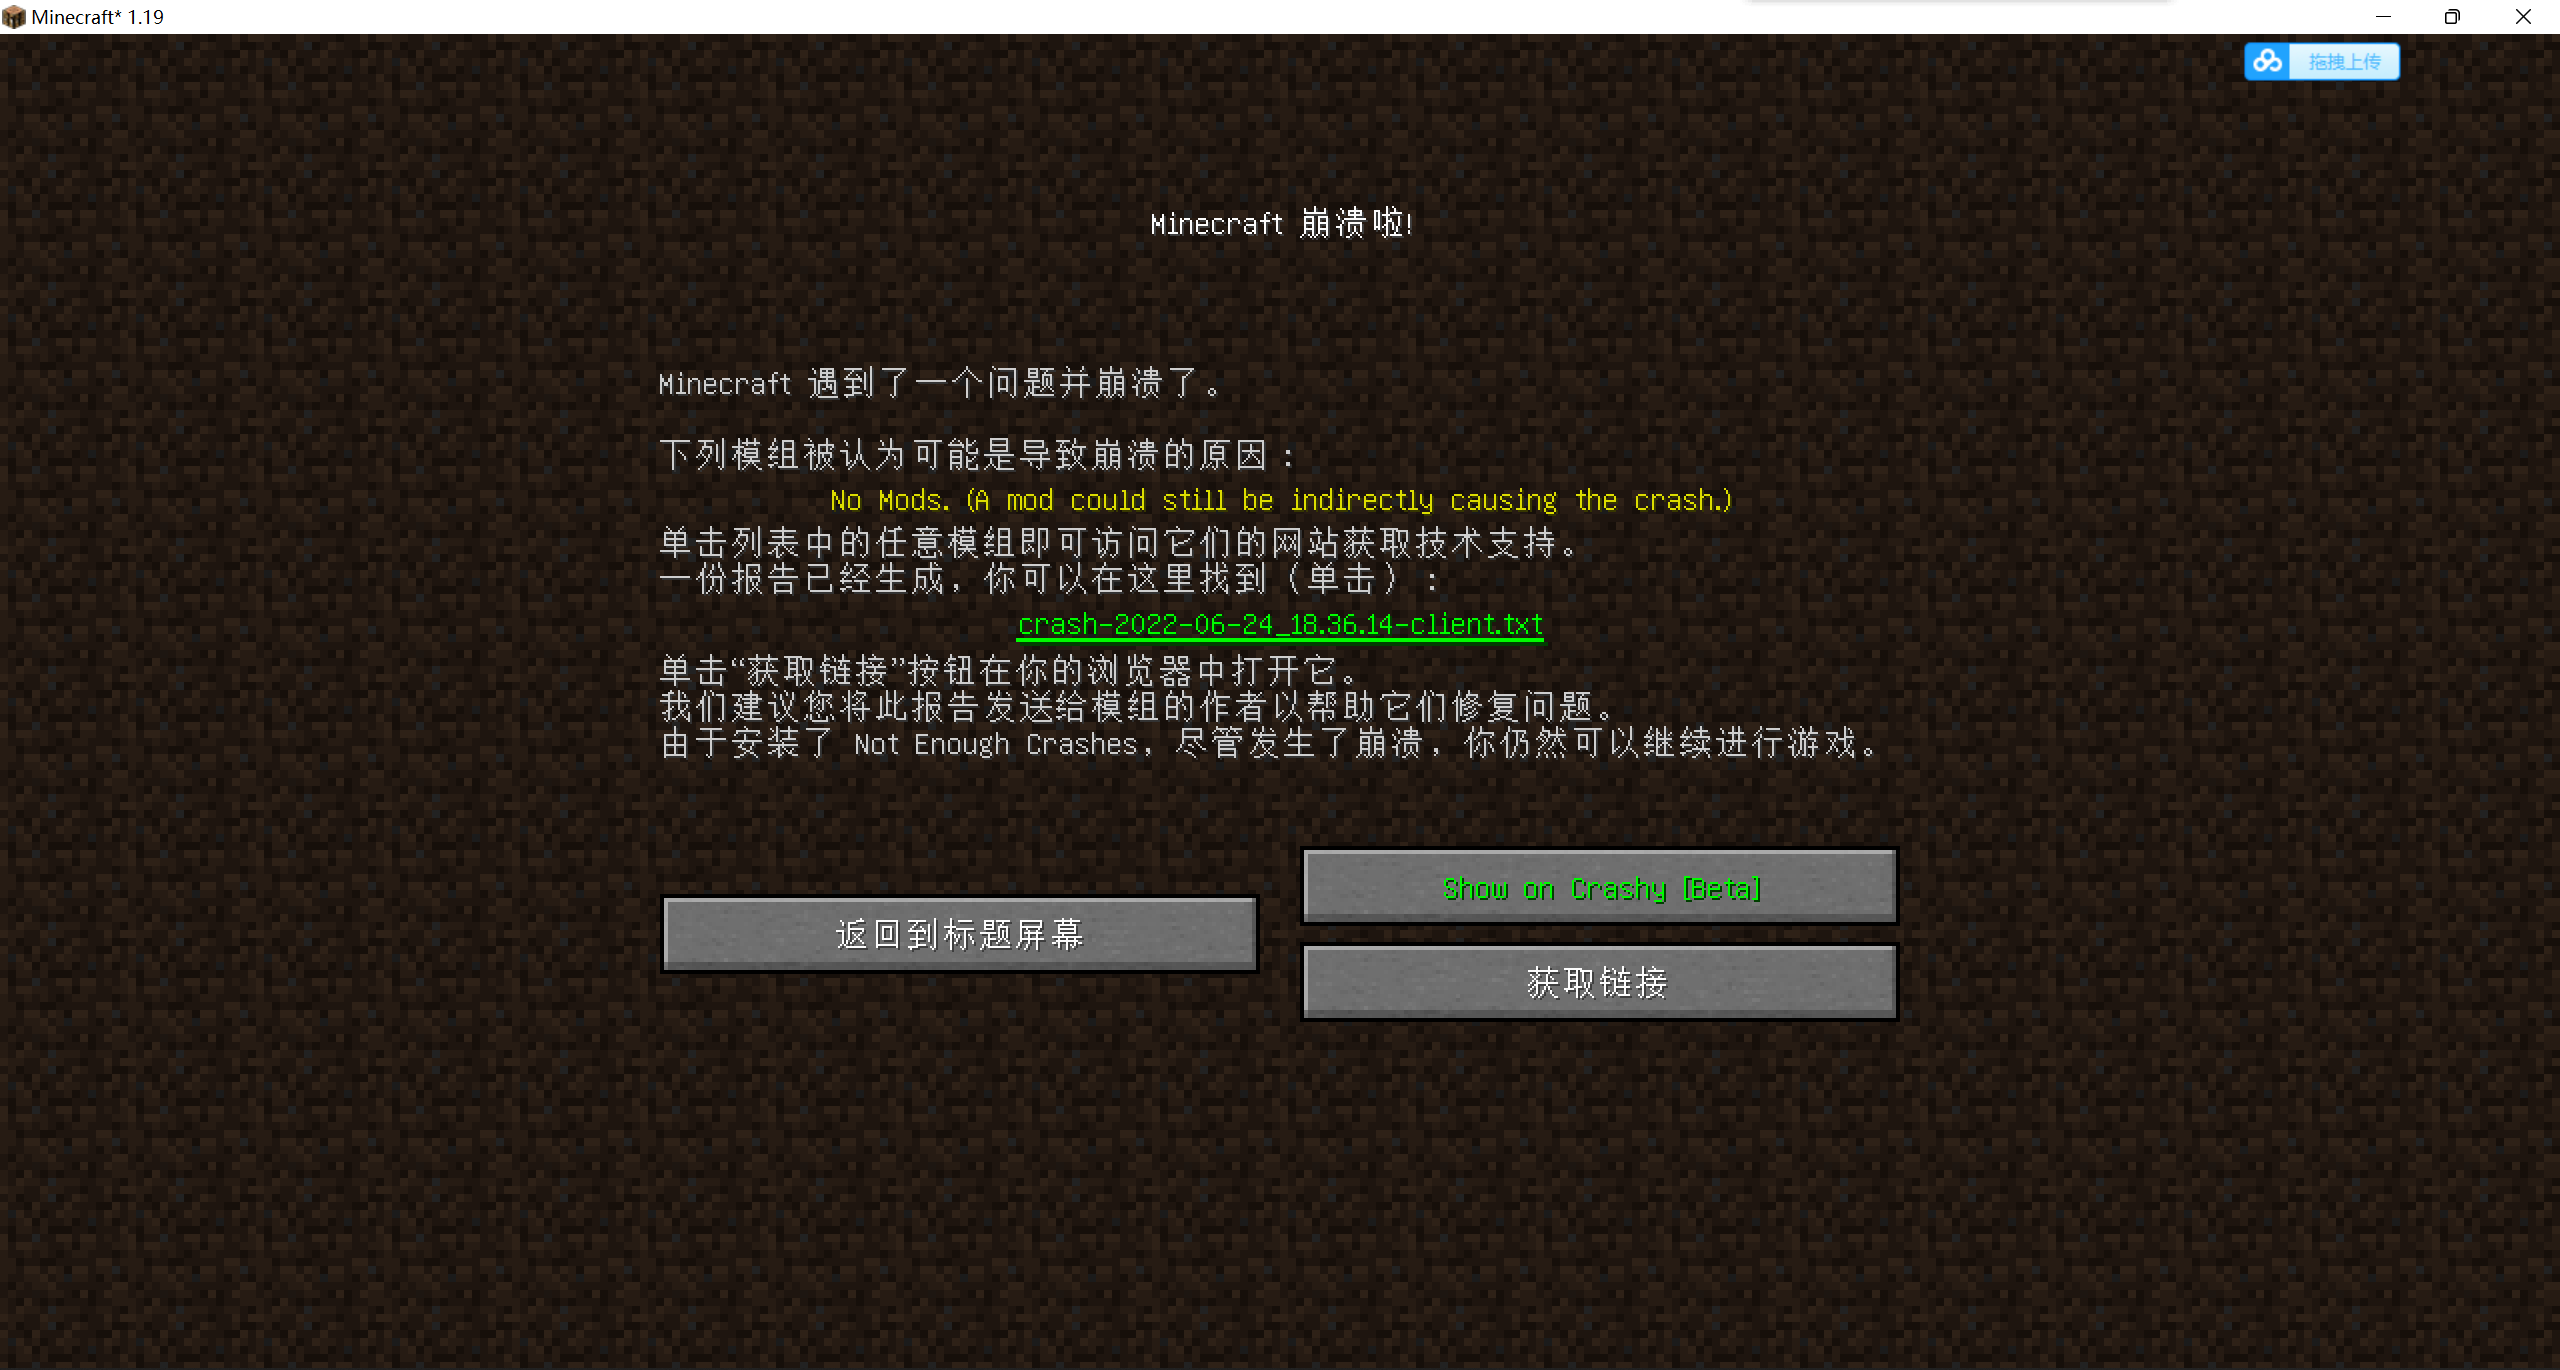 Minecraft* 1.19
拖拽上传
Minecraft 崩溃啦!
Minecraft 遇到了一个问题并崩溃了。
下列模组被认为可能是导致崩溃的原因：
No Mods. (A mod could still be indirectly causing the crash.)
单击列表中的任意模组即可访问它们的网站获取技术支持。
一份报告已经生成，你可以在这里找到（单击）：
crash-2022-06-24_18.36.14-client.txt
单击“获取链接”按钮在你的浏览器中打开它。
我们建议您将此报告发送给模组的作者以帮助它们修复问题。
由于安装了 Not Enough Crashes，尽管发生了崩溃，你仍然可以继续进行游戏。
Show on Crashy [Beta]
返回到标题屏幕
获取链接